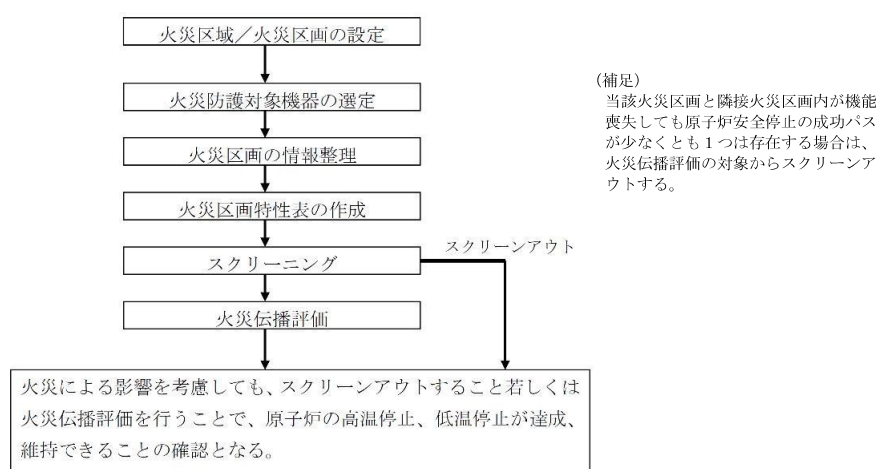 火災区域／火災区画の設定
火災防護対象機器の選定
火災区画の情報整理
火災区画特性表の作成
スクリーニング
スクリーンアウト
火災伝播評価
火災による影響を考慮しても、スクリーンアウトすること若しくは
火災伝播評価を行うことで、原子炉の高温停止、低温停止が達成、
維持できることの確認となる。
（補足）
当該火災区画と隣接火災区画内が機能
喪失しても原子炉安全停止の成功パス
が少なくとも１つは存在する場合は、
火災伝播評価の対象からスクリーンア
ウトする。